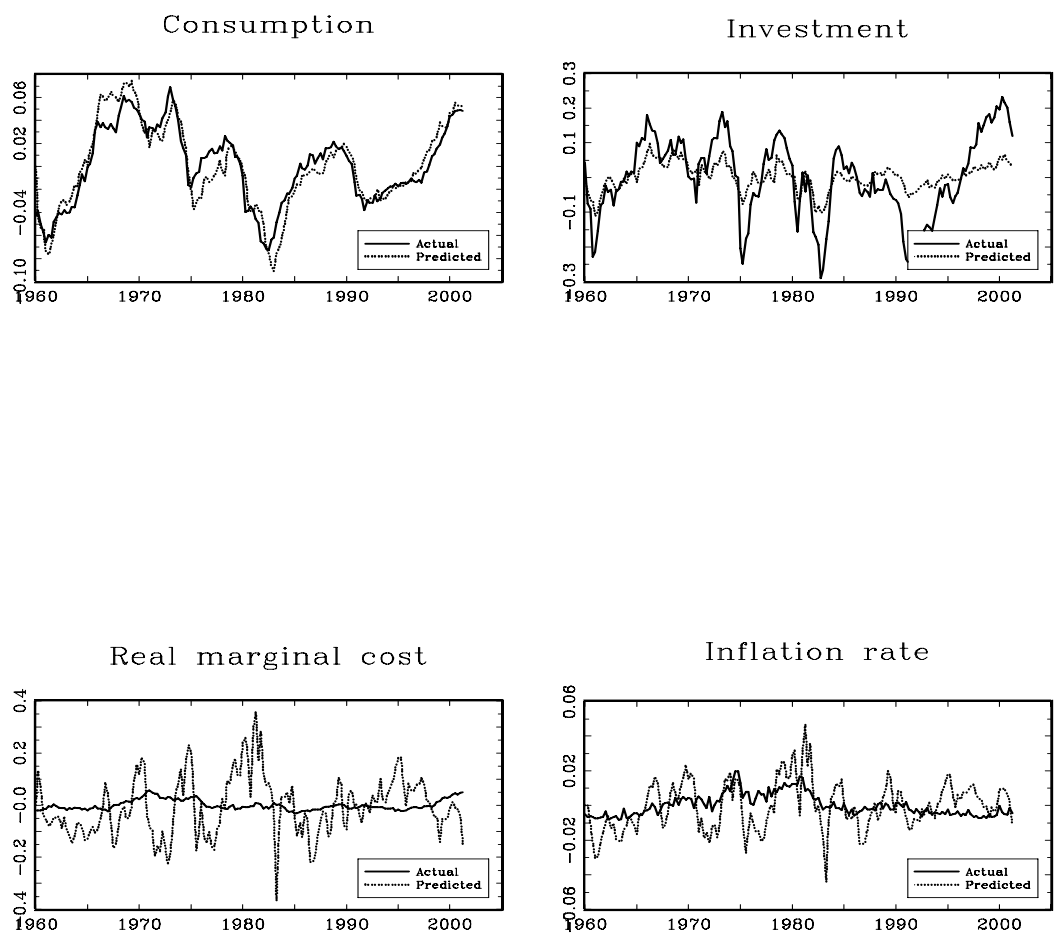 Consumption
Investment
0.06
0.02
−0.04
−0.10
1960 1970 1980 1990 2000
Actual
Predicted
0.3
0.2
0.1
−0.1
−0.3
1960 1970 1980 1990 2000
Actual
Predicted
Real marginal cost
Inflation rate
0.4
0.2
−0.0
−0.2
−0.4
1960 1970 1980 1990 2000
Actual
Predicted
0.06
0.02
−0.02
−0.06
1960 1970 1980 1990 2000
Actual
Predicted